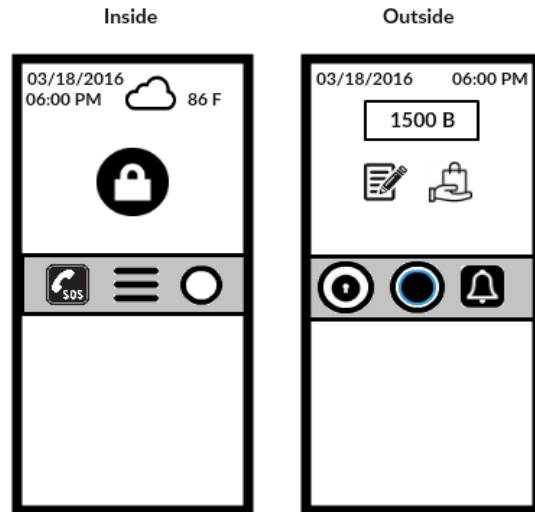 Inside
03/18/2016
06:00 PM
86 F
SOS
Outside
03/18/2016 06:00 PM
1500 B